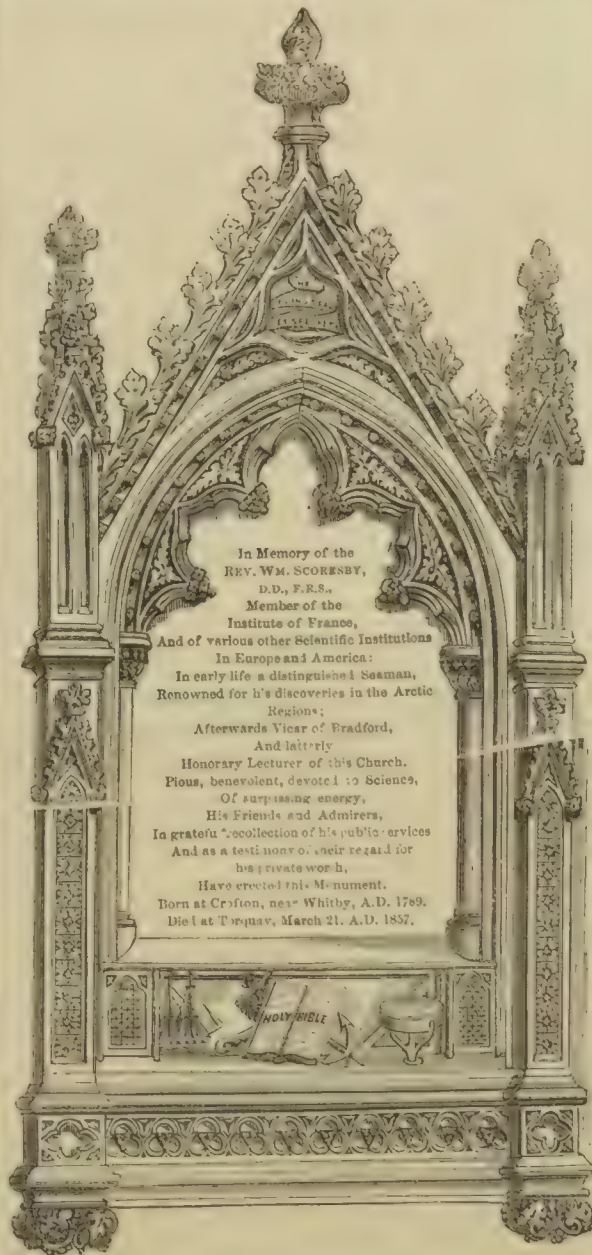 In Memory of the
REV. WM. SCORESBY,
D.D., F.R.S.,
Member of the
Institute of France,
And of various other Scientific Institutions
In Europe and America:
In early life a distinguished Seaman,
Renowned for his discoveries in the Arctic
Regions;
Afterwards Vicar of Bradford,
And latterly
Honorary Lecturer of this Church.
Pious, benevolent, devoted to Science,
Of surpassing energy,
His Friends and Admirers,
In grateful recollection of his public services
And as a testimony of their regard for
his private worth,
Have erected this Monument.
Born at Croſton, near Whitby, A.D. 1789.
Died at Torquay, March 21. A.D. 1857.
HOLY BIBLE